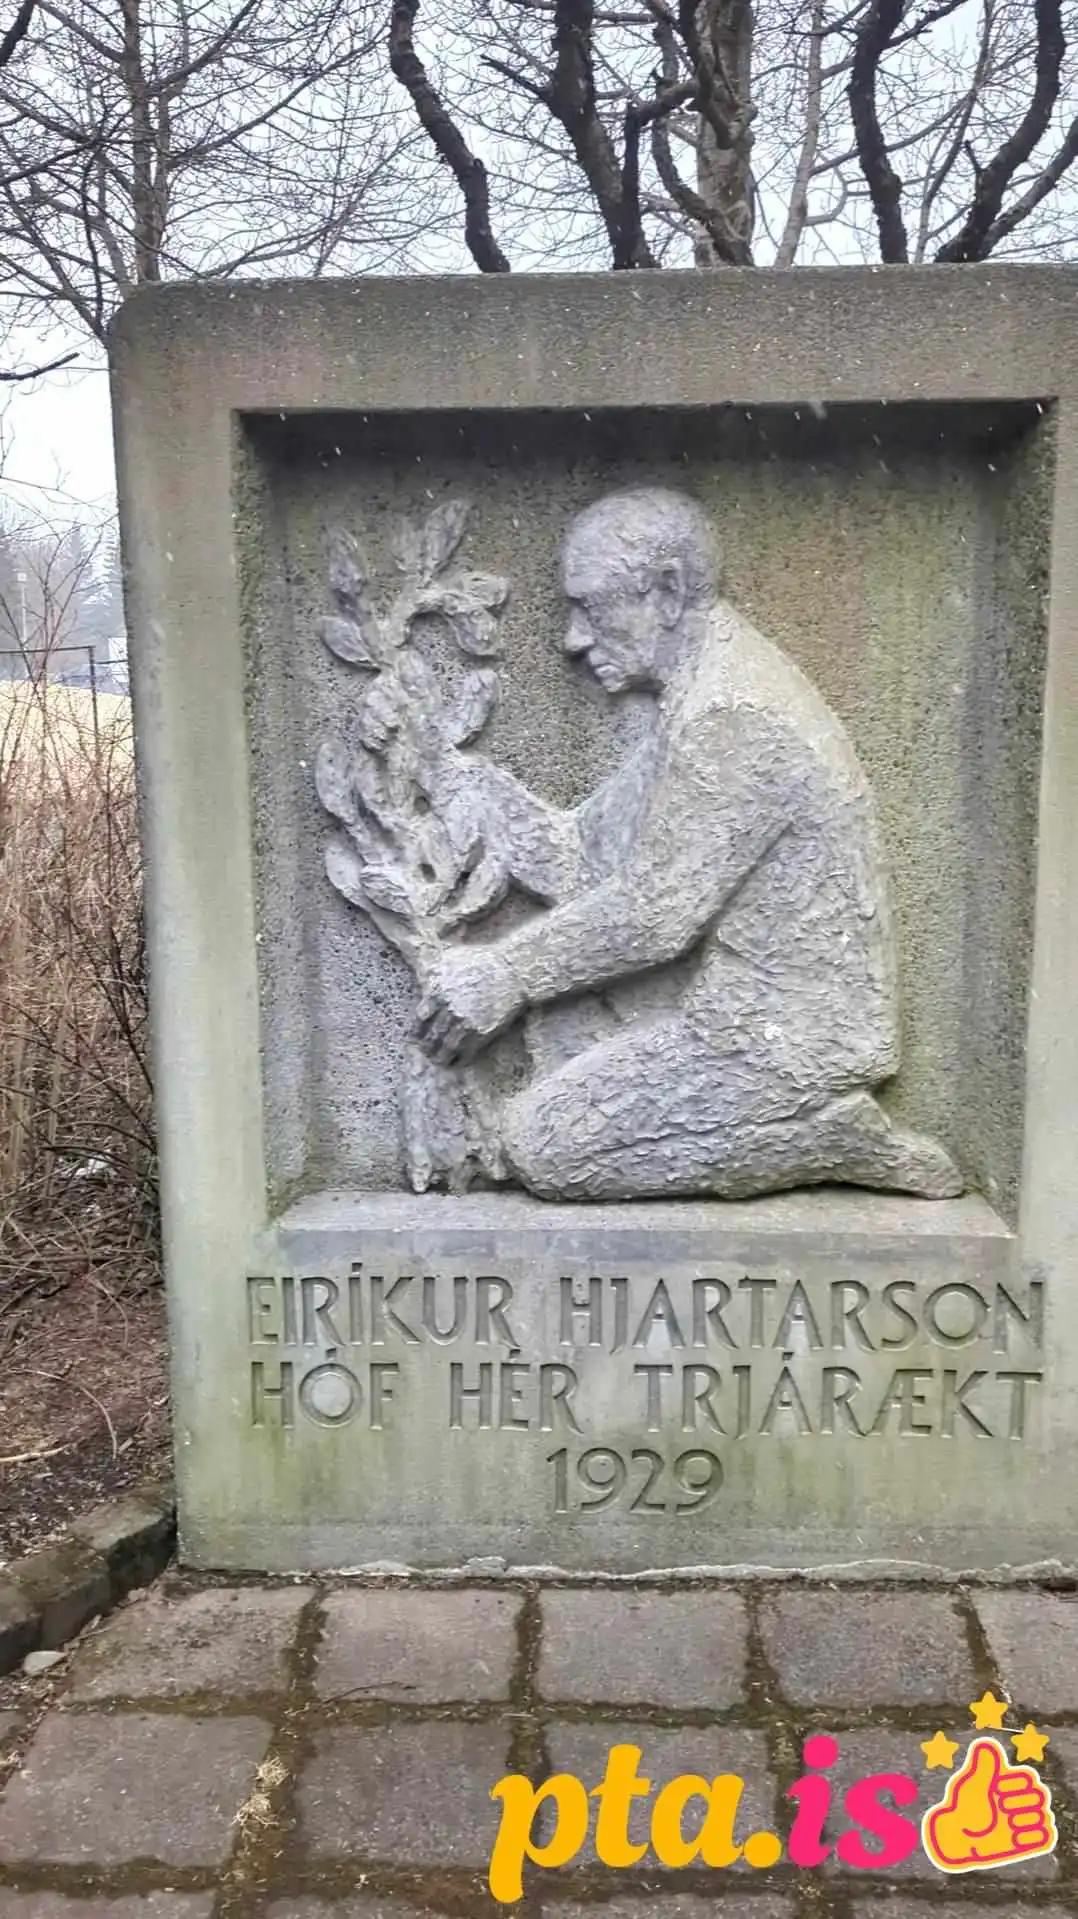 EIRÍKUR HJARTARSON
HÓF HÉR TRJÁRÆKT
1929
pta.is